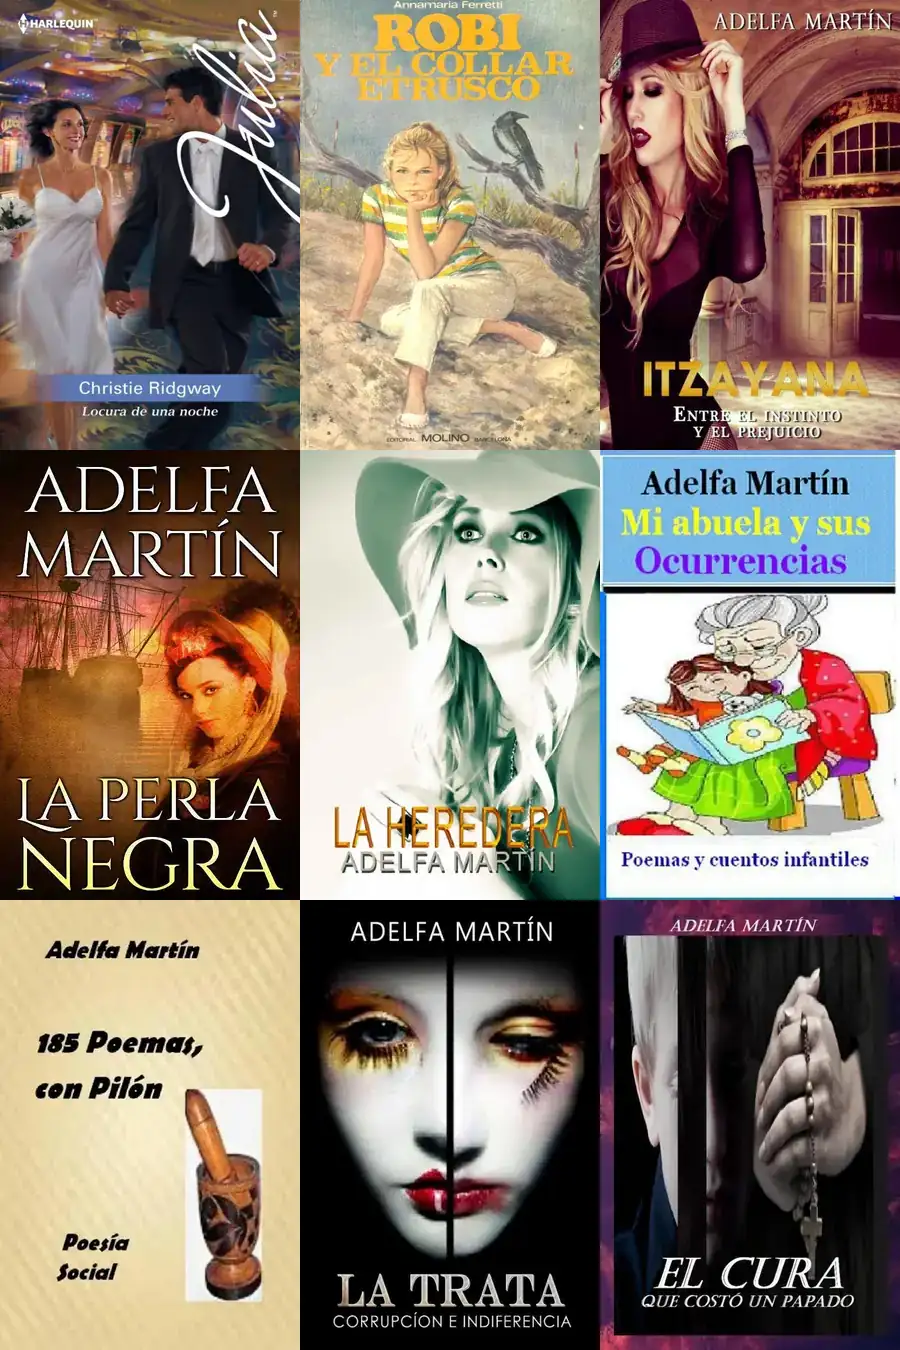 HARLEQUIN™
Julia™
Christie Ridgway
Locura de una noche
Annamaria Ferretti
ROBI
Y EL COLLAR
ETRUSCO
EDITORIAL MOLINO BARCELONA
ADELFA MARTÍN
ITZAYANA
ENTRE EL INSTINTO
Y EL PREJUICIO
ADELFA
MARTÍN
LA PERLA
NEGRA
LA HEREDERA
ADELFA MARTÍN
Adelfa Martín
Mi abuela y sus
Ocurrencias
Poemas y cuentos infantiles
Adelfa Martín
185 Poemas,
con Pilón
Poesía
Social
ADELFA MARTÍN
LA TRATA
CORRUPCÍON E INDIFERENCIA
ADELFA MARTÍN
EL CURA
QUE COSTÓ UN PAPADO